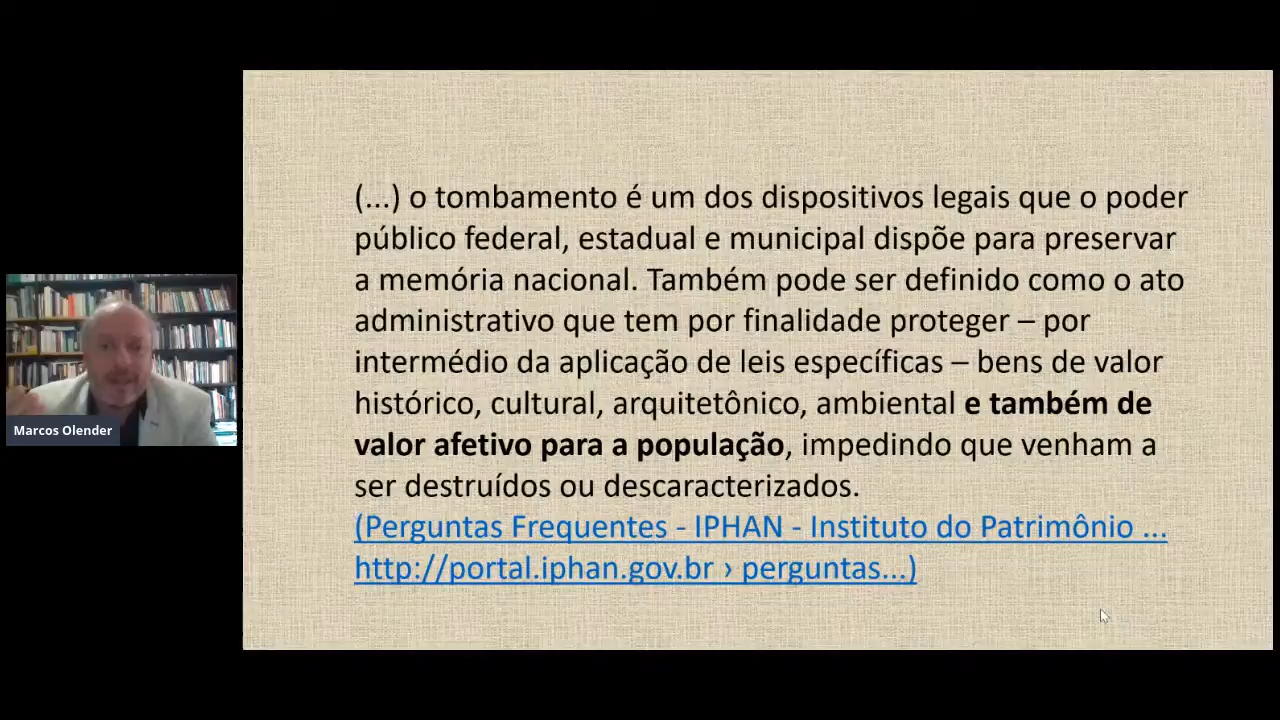 (...) o tombamento é um dos dispositivos legais que o poder
público federal, estadual e municipal dispõe para preservar
a memória nacional. Também pode ser definido como o ato
administrativo que tem por finalidade proteger – por
intermédio da aplicação de leis específicas – bens de valor
histórico, cultural, arquitetônico, ambiental e também de
valor afetivo para a população, impedindo que venham a
ser destruídos ou descaracterizados.
(Perguntas Frequentes - IPHAN - Instituto do Patrimônio ...
http://portal.iphan.gov.br › perguntas...)
Marcos Olender